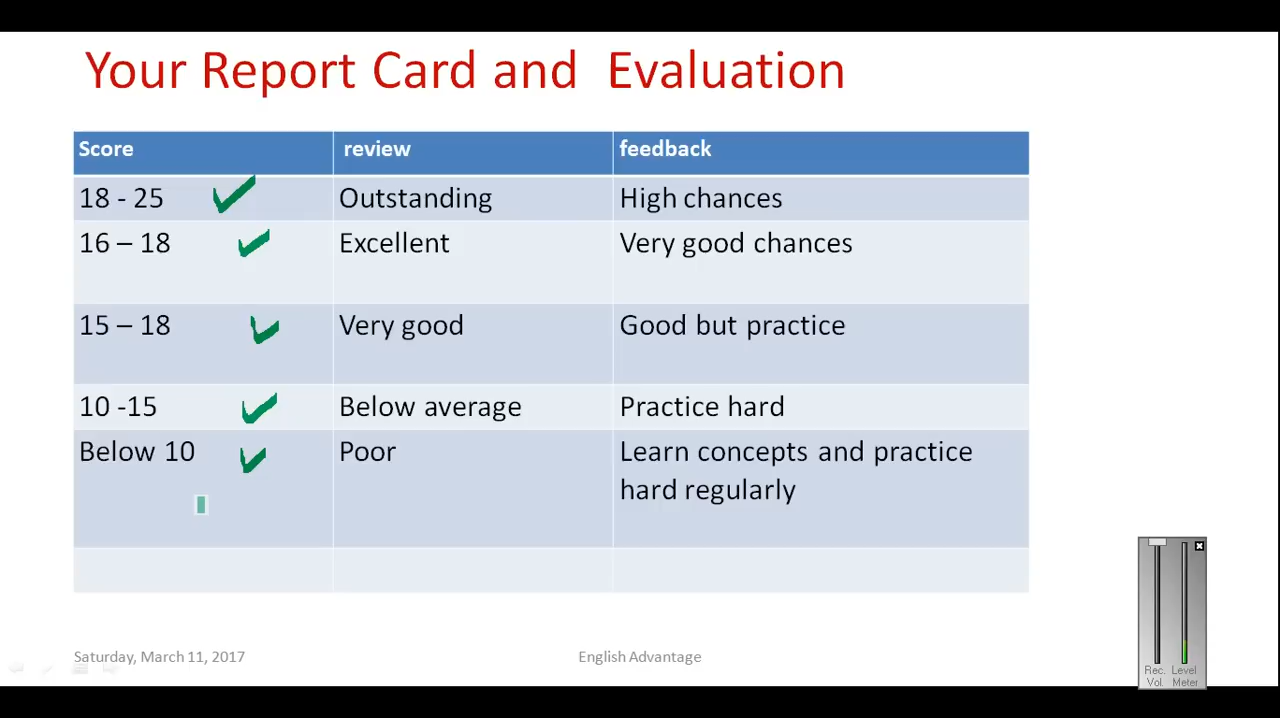 Your Report Card and Evaluation
Score review feedback
18 - 25 Outstanding High chances
16 – 18 Excellent Very good chances
15 – 18 Very good Good but practice
10 -15 Below average Practice hard
Below 10 Poor Learn concepts and practice
hard regularly
Saturday, March 11, 2017 English Advantage
Rec. Level
Vol. Meter